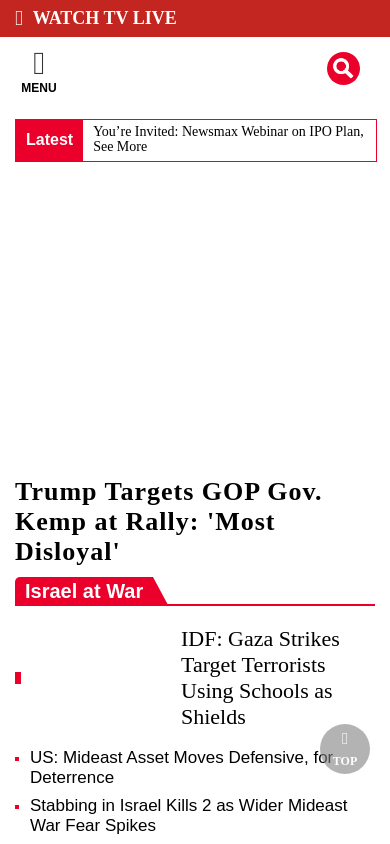 WATCH TV LIVE
MENU
Latest
You’re Invited: Newsmax Webinar on IPO Plan,
See More
Trump Targets GOP Gov.
Kemp at Rally: 'Most
Disloyal'
Israel at War
IDF: Gaza Strikes
Target Terrorists
Using Schools as
Shields
TOP
US: Mideast Asset Moves Defensive, for
Deterrence
Stabbing in Israel Kills 2 as Wider Mideast
War Fear Spikes